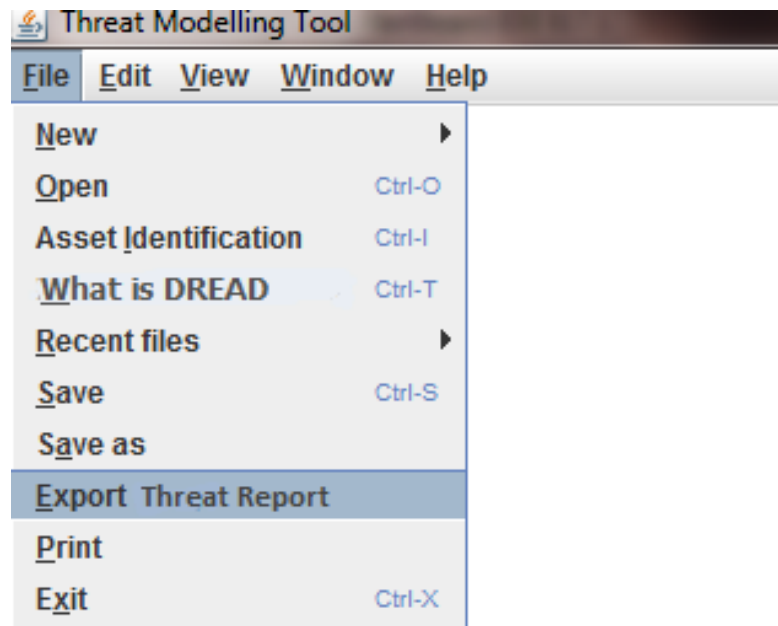 Threat Modelling Tool
File Edit View Window Help
New
Open Ctrl-O
Asset Identification Ctrl-I
What is DREAD Ctrl-T
Recent files
Save Ctrl-S
Save as
Export Threat Report
Print
Exit Ctrl-X